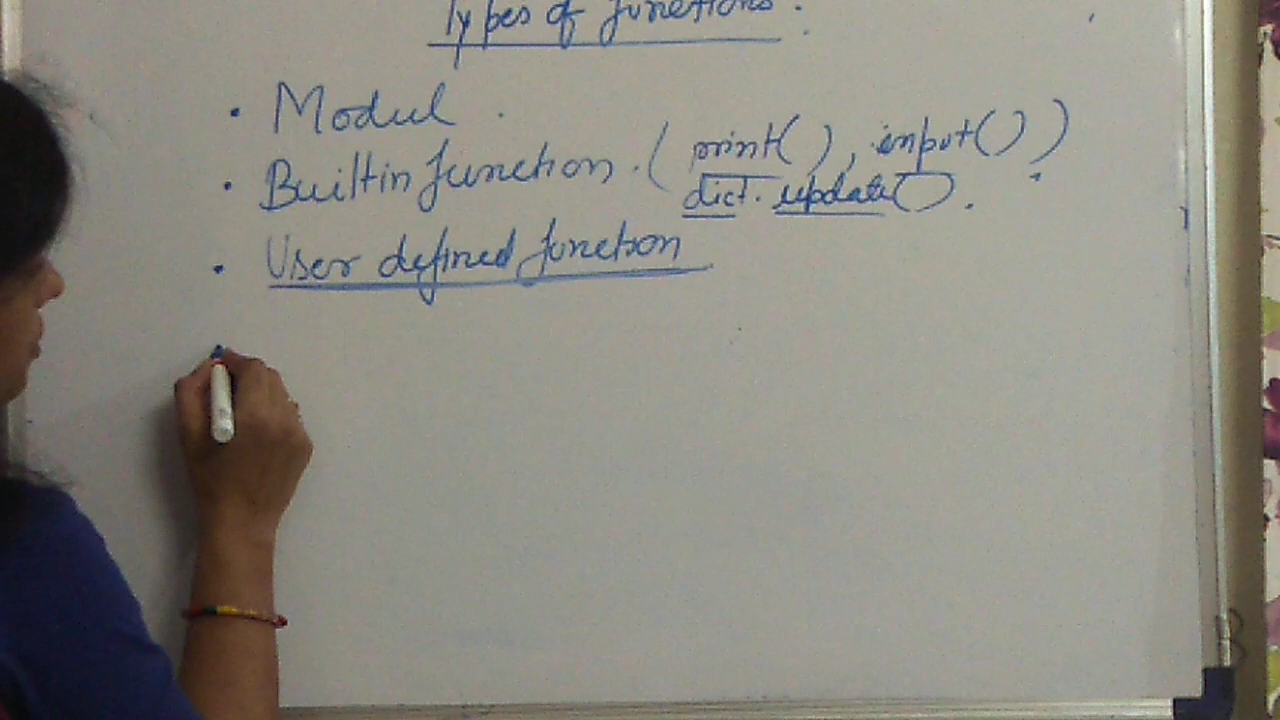 Types of functions.
• Modul.
• Builtin function. ( print(), input() )
dict. update().
• User defined function